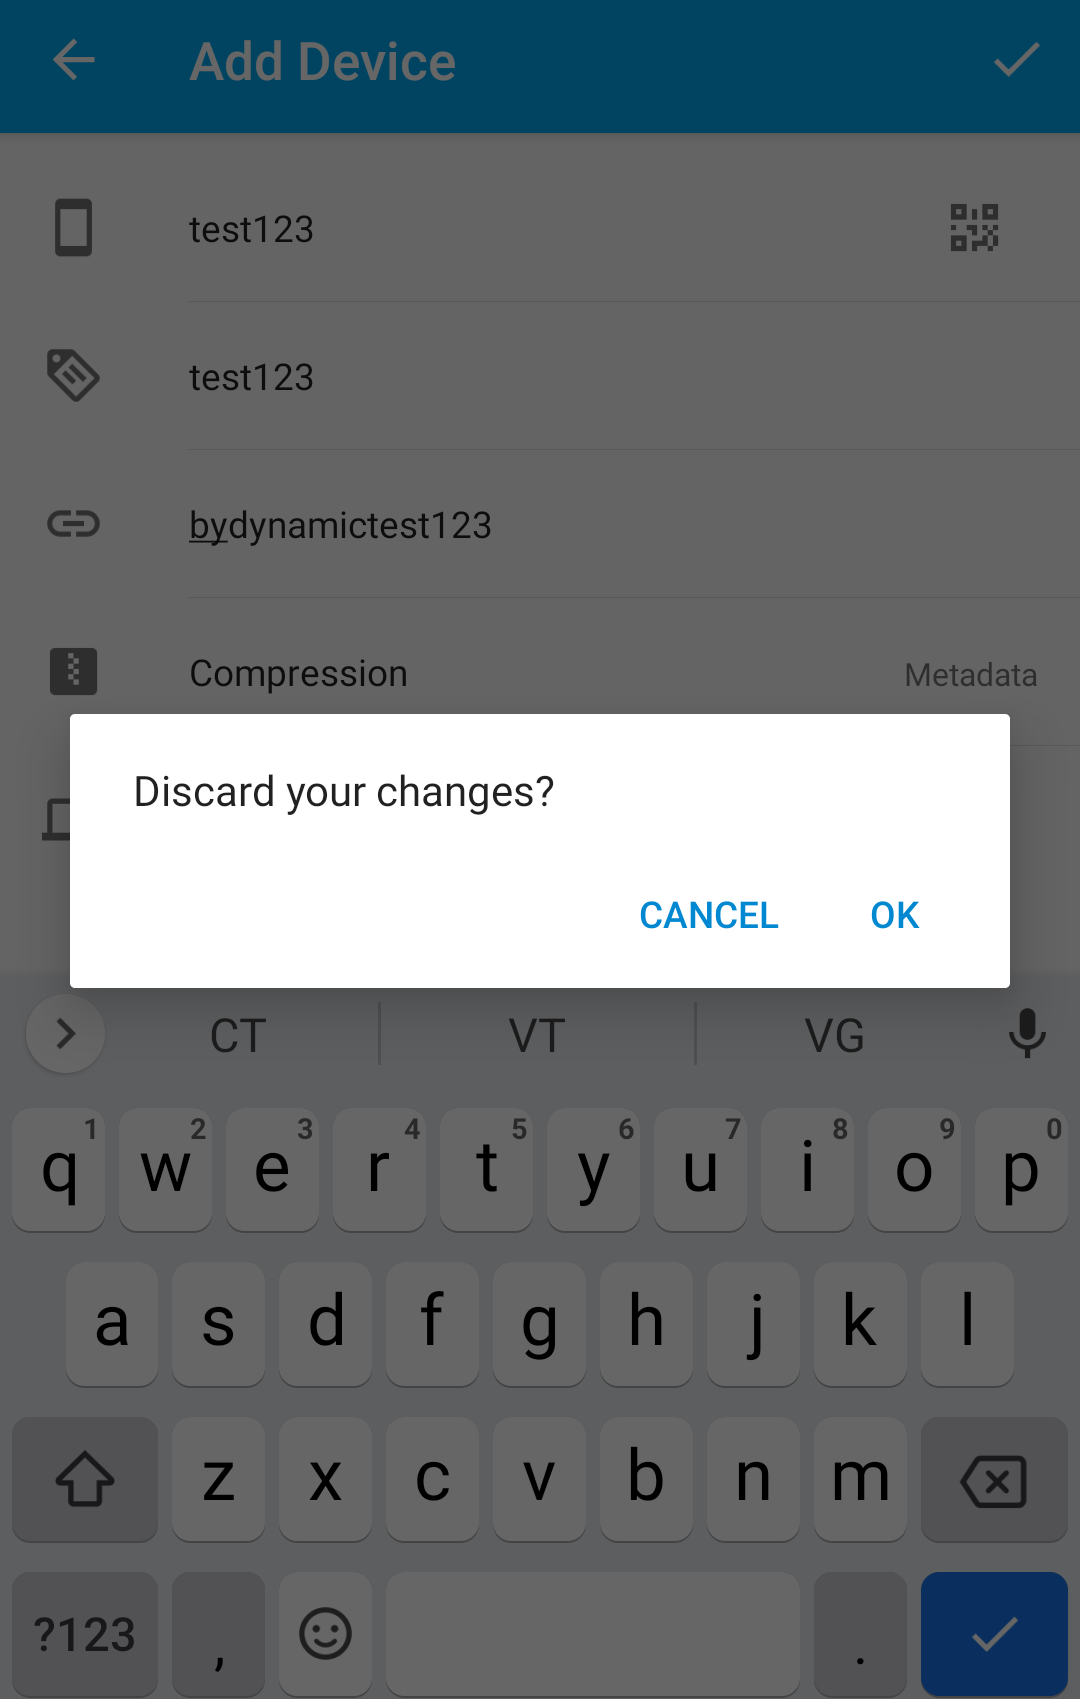 Add Device
test123
test123
bydynamictest123
Compression Metadata
Discard your changes?
CANCEL OK
CT VT VG
1 2 3 4 5 6 7 8 9 0
q w e r t y u i o p
a s d f g h j k l
z x c v b n m
?123 , .